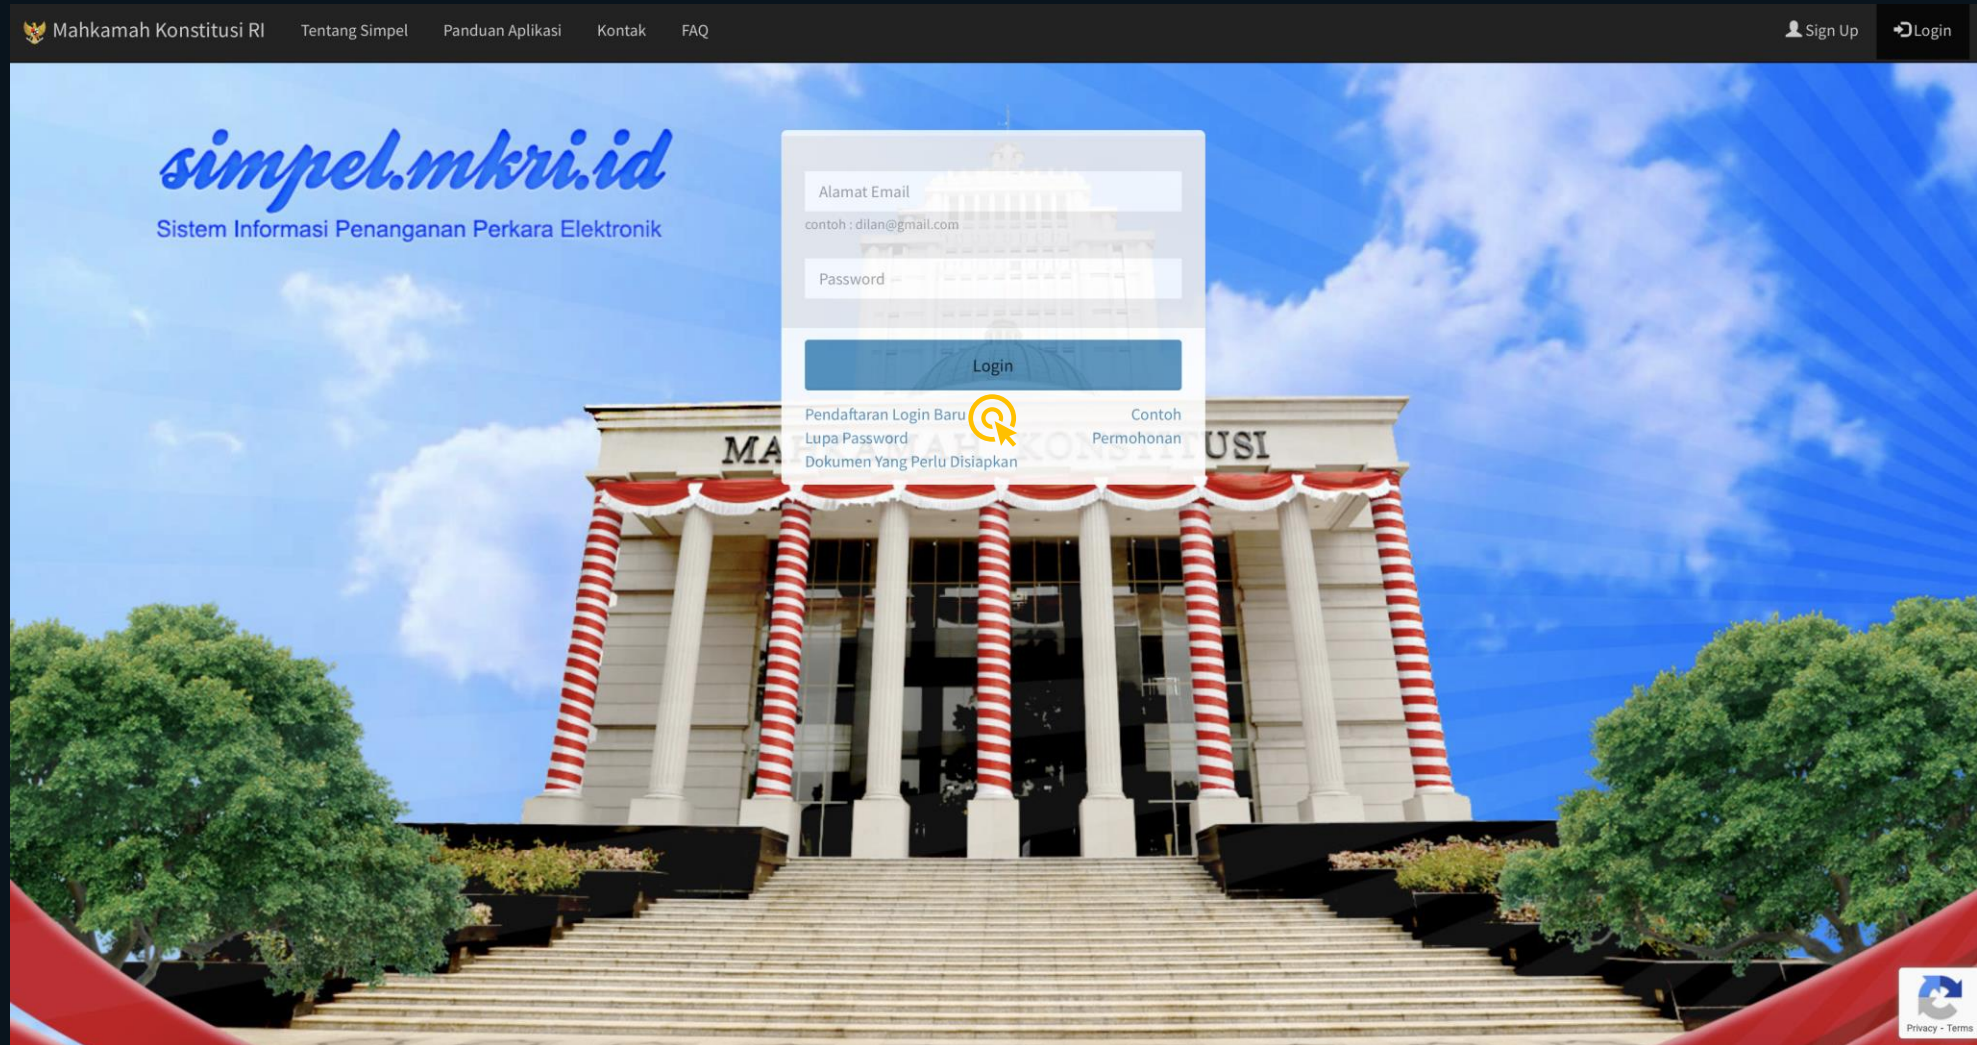 Mahkamah Konstitusi RI Tentang Simpel Panduan Aplikasi Kontak FAQ Sign Up Login
simpel.mkri.id
Sistem Informasi Penanganan Perkara Elektronik
Alamat Email
contoh : dilan@gmail.com
Password
Login
Pendaftaran Login Baru
Lupa Password
Dokumen Yang Perlu Disiapkan
Contoh
Permohonan
MAHKAMAH KONSTITUSI
Privacy - Terms